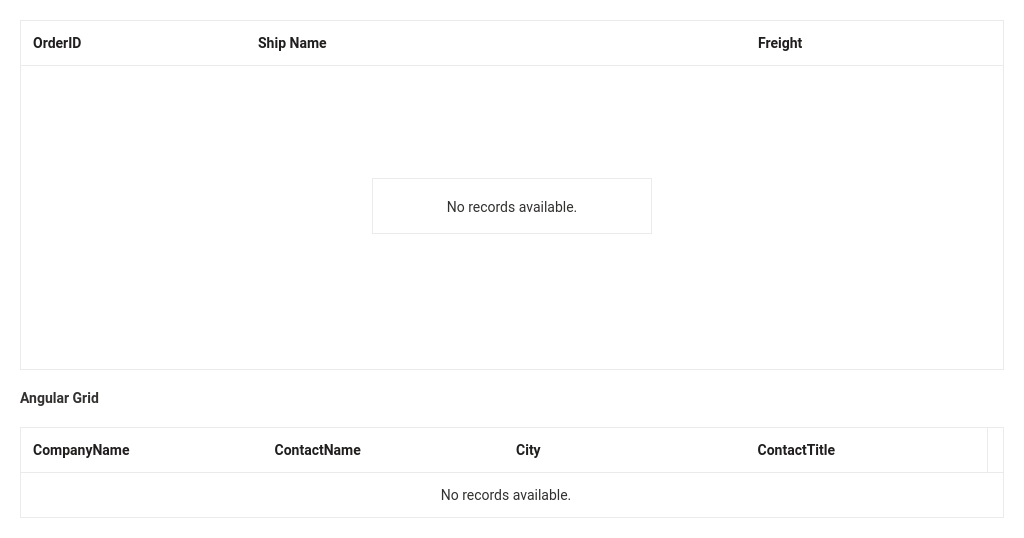 OrderID Ship Name Freight
No records available.
Angular Grid
CompanyName ContactName City ContactTitle
No records available.